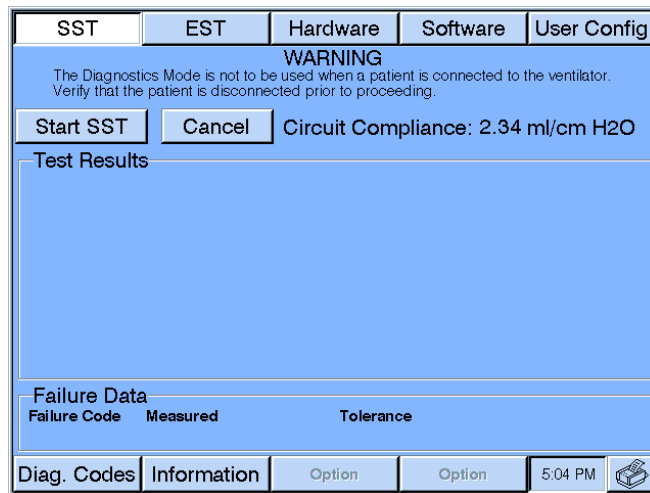 SST EST Hardware Software User Config
WARNING
The Diagnostics Mode is not to be used when a patient is connected to the ventilator.
Verify that the patient is disconnected prior to proceeding.
Start SST Cancel Circuit Compliance: 2.34 ml/cm H2O
Test Results
Failure Data
Failure Code Measured Tolerance
Diag. Codes Information Option Option 5:04 PM